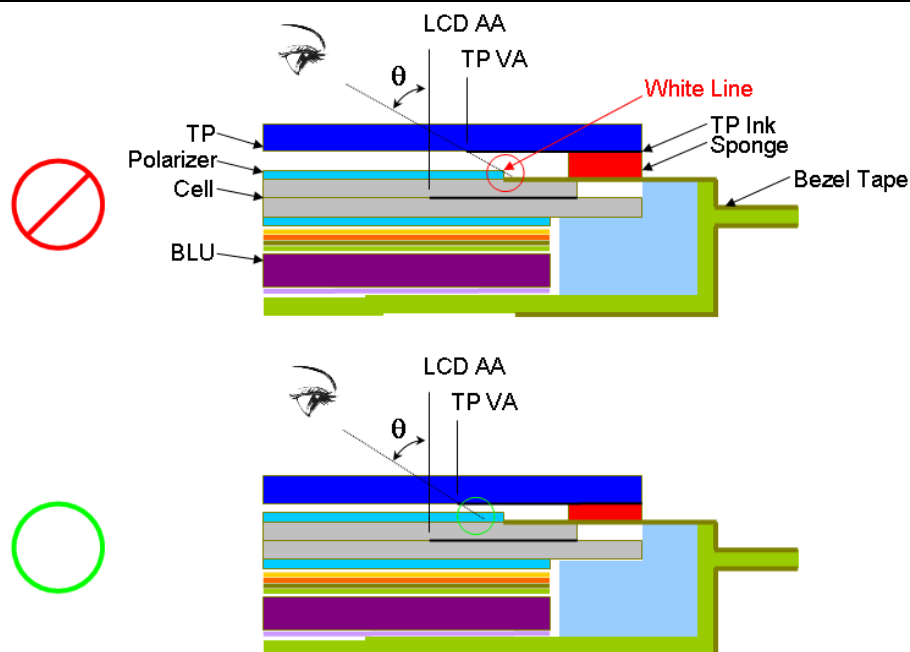 LCD AA
TP VA
θ
White Line
TP
TP Ink
Polarizer
Sponge
Cell
Bezel Tape
BLU
LCD AA
TP VA
θ